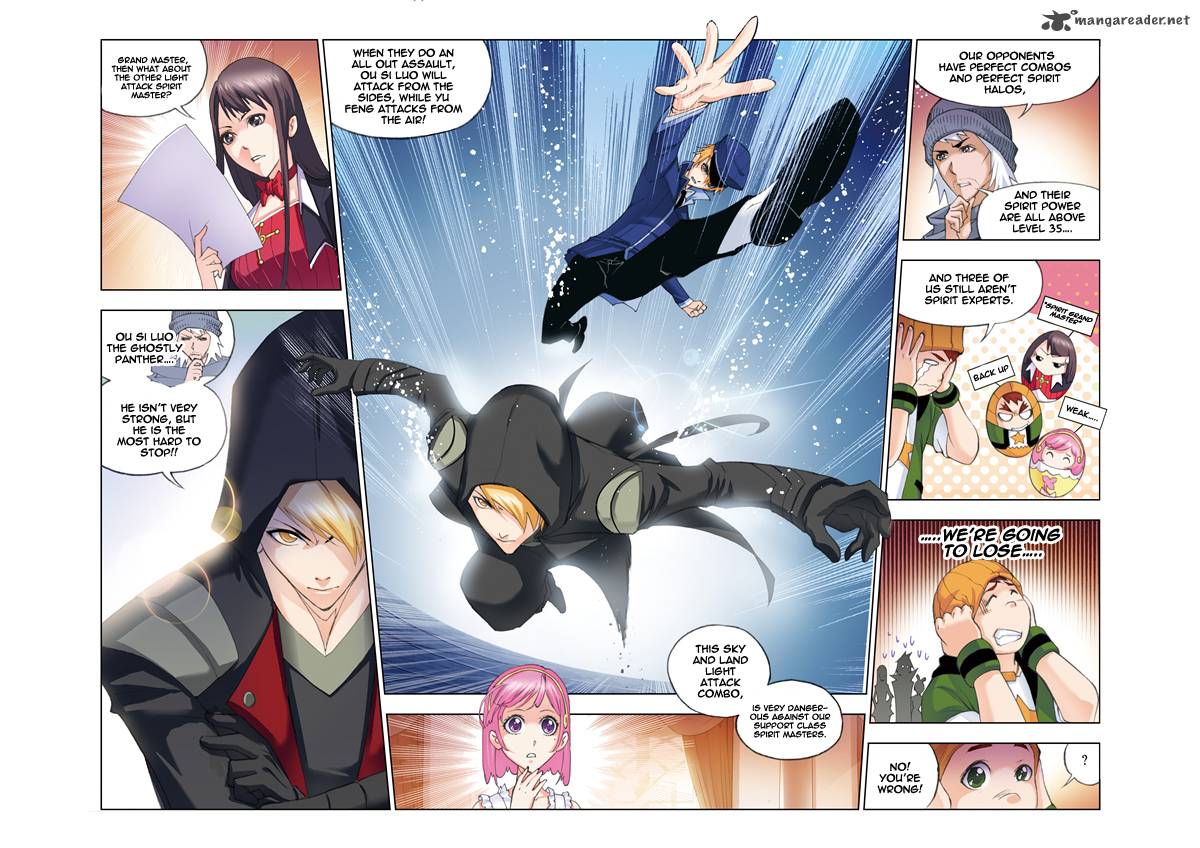 mangareader.net
GRAND MASTER,
THEN WHAT ABOUT
THE OTHER LIGHT
ATTACK SPIRIT
MASTER?
OU SI LUO
THE GHOSTLY
PANTHER....
HE ISN'T VERY
STRONG, BUT
HE IS THE
MOST HARD TO
STOP!!
WHEN THEY DO AN
ALL OUT ASSAULT,
OU SI LUO WILL
ATTACK FROM THE
SIDES, WHILE YU
FENG ATTACKS FROM
THE AIR!
THIS SKY
AND LAND
LIGHT
ATTACK
COMBO,
IS VERY DANGER-
OUS AGAINST OUR
SUPPORT CLASS
SPIRIT MASTERS.
OUR OPPONENTS
HAVE PERFECT COMBOS
AND PERFECT SPIRIT
HALOS,
AND THEIR
SPIRIT POWER
ARE ALL ABOVE
LEVEL 35....
AND THREE OF
US STILL AREN'T
SPIRIT EXPERTS.
"SPIRIT GRAND
MASTER"
BACK UP
WEAK....
.....WE'RE GOING
TO LOSE.....
NO!
YOU'RE
WRONG!
?